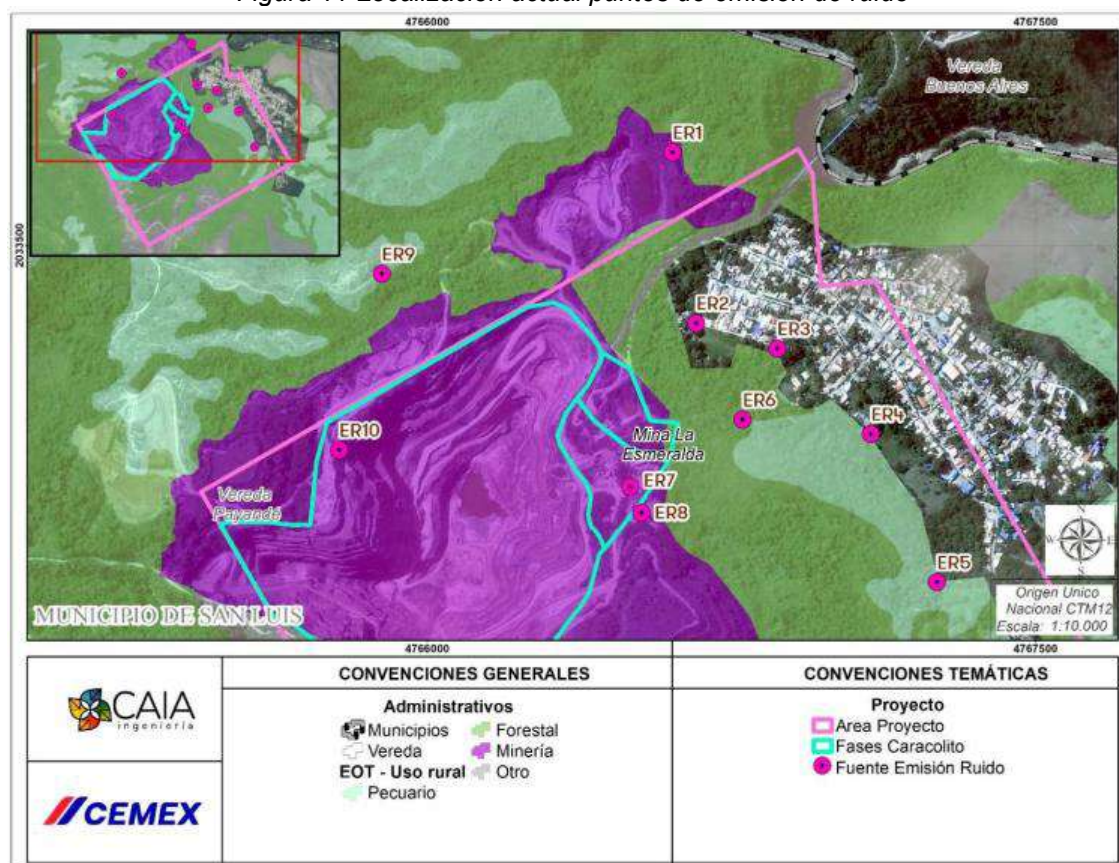 Figura 11 Localización actual puntos de emisión de ruido
4766000
4767500
2033500
Vereda
Buenos Aires
ER1
ER9
ER2
ER3
ER6
ER4
ER10
Mina La
Esmeralda
ER7
ER8
Vereda
Payandé
ER5
N
W
E
S
MUNICIPIO DE SAN LUIS
Origen Unico
Nacional CTM12
Escala: 1:10.000
4766000
4767500
CAIA
ingeniería
CEMEX
CONVENCIONES GENERALES
Administrativos
Municipios
Vereda
EOT - Uso rural
Pecuario
Forestal
Minería
Otro
CONVENCIONES TEMÁTICAS
Proyecto
Area Proyecto
Fases Caracolito
Fuente Emisión Ruido